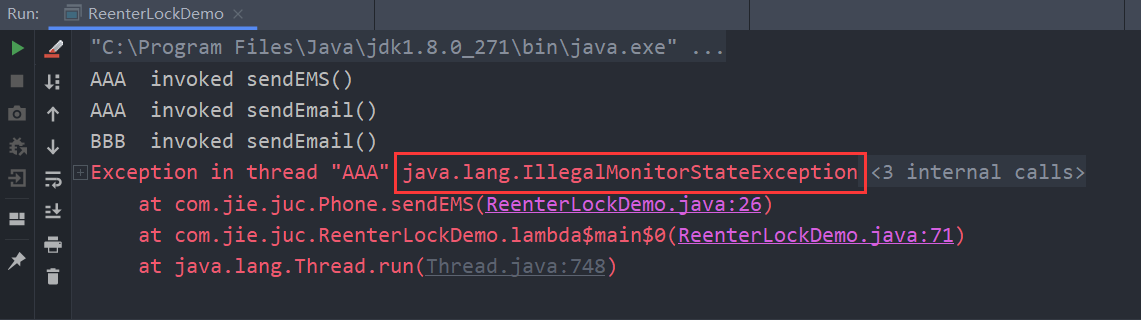 Run: ReenterLockDemo ×
"C:\Program Files\Java\jdk1.8.0_271\bin\java.exe" ...
AAA  invoked sendEMS()
AAA  invoked sendEmail()
BBB  invoked sendEmail()
Exception in thread "AAA" java.lang.IllegalMonitorStateException <3 internal calls>
at com.jie.juc.Phone.sendEMS(ReenterLockDemo.java:26)
at com.jie.juc.ReenterLockDemo.lambda$main$0(ReenterLockDemo.java:71)
at java.lang.Thread.run(Thread.java:748)